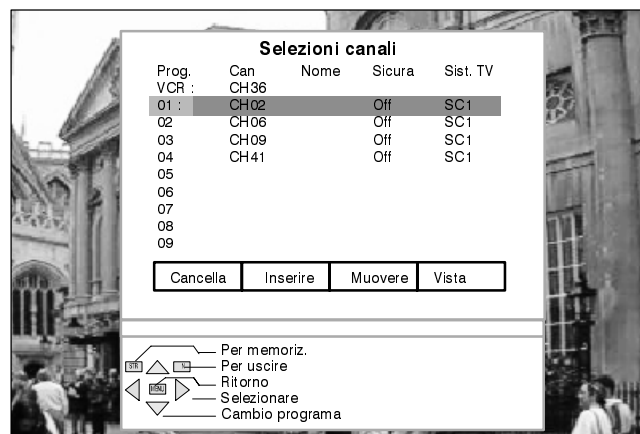 Selezioni canali
Prog. Can Nome Sicura Sist. TV
VCR : CH36
01 : CH02 Off SC1
02 CH06 Off SC1
03 CH09 Off SC1
04 CH41 Off SC1
05
06
07
08
09
Cancella Inserire Muovere Vista
Per memoriz.
STR N Per uscire
MENU Ritorno
Selezionare
Cambio programa